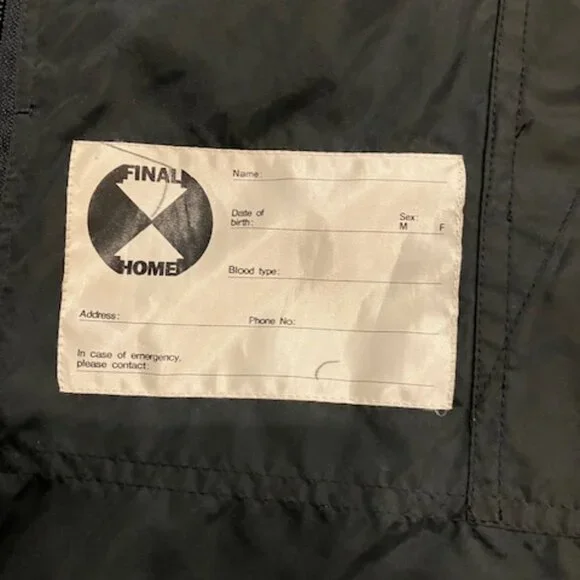 FINAL
HOME
Name:
Date of
birth:
Sex:
M F
Blood type:
Address: Phone No:
In case of emergency,
please contact: